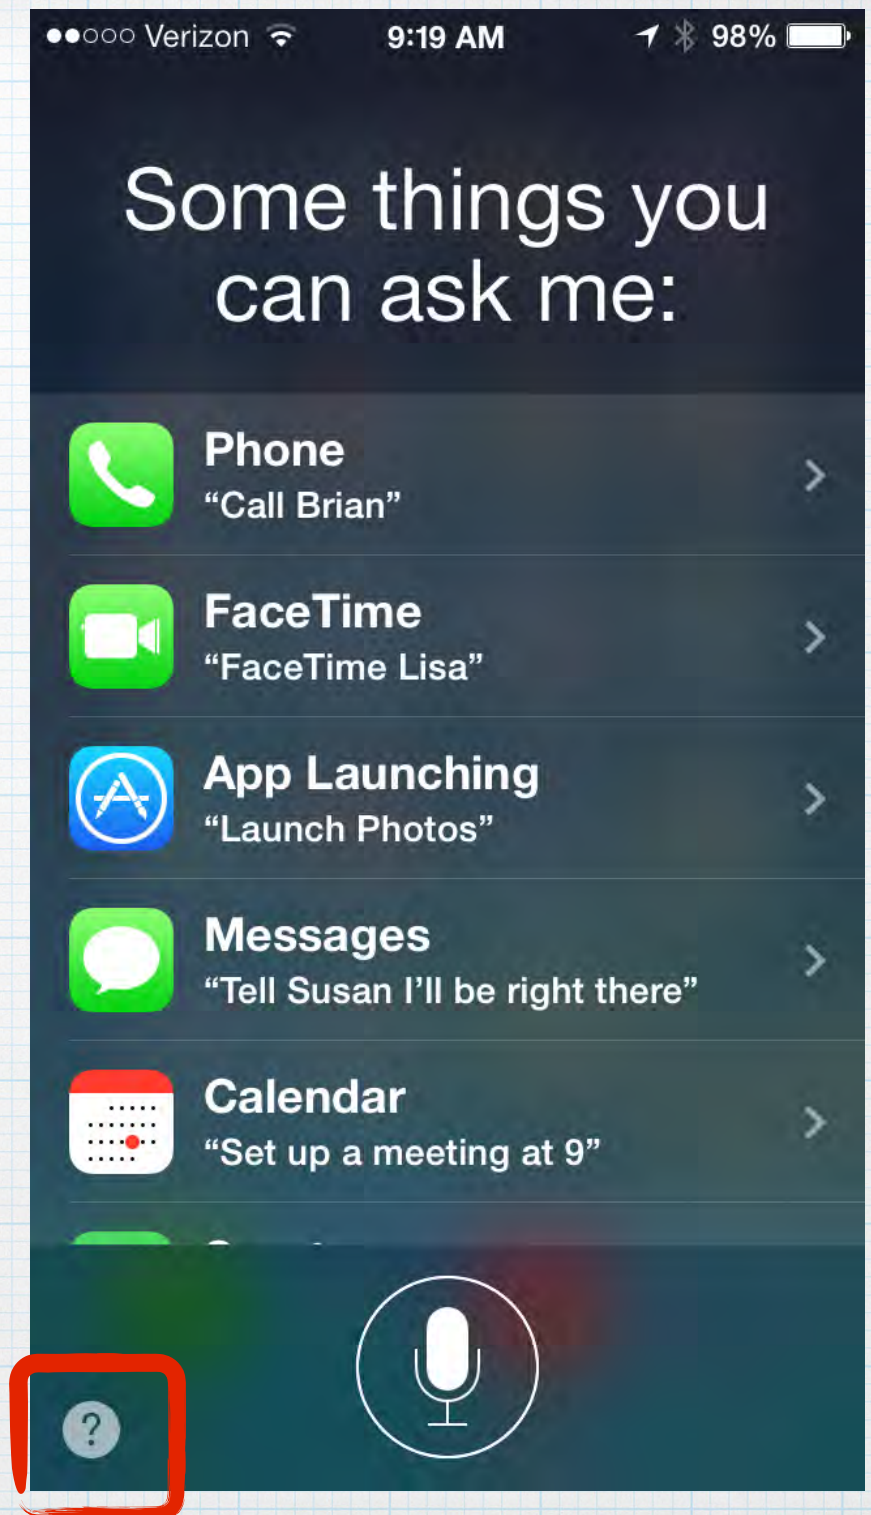 Verizon 9:19 AM 98%
Some things you
can ask me:
Phone
“Call Brian”
FaceTime
“FaceTime Lisa”
App Launching
“Launch Photos”
Messages
“Tell Susan I’ll be right there”
Calendar
“Set up a meeting at 9”
?